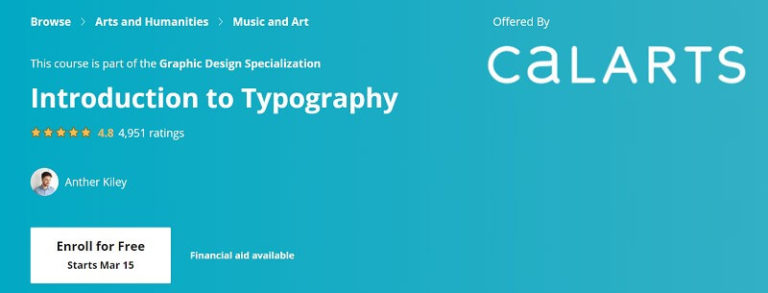 Browse > Arts and Humanities > Music and Art
Offered By
CALARTS
This course is part of the Graphic Design Specialization
Introduction to Typography
4.8 4,951 ratings
Anther Kiley
Enroll for Free
Starts Mar 15
Financial aid available